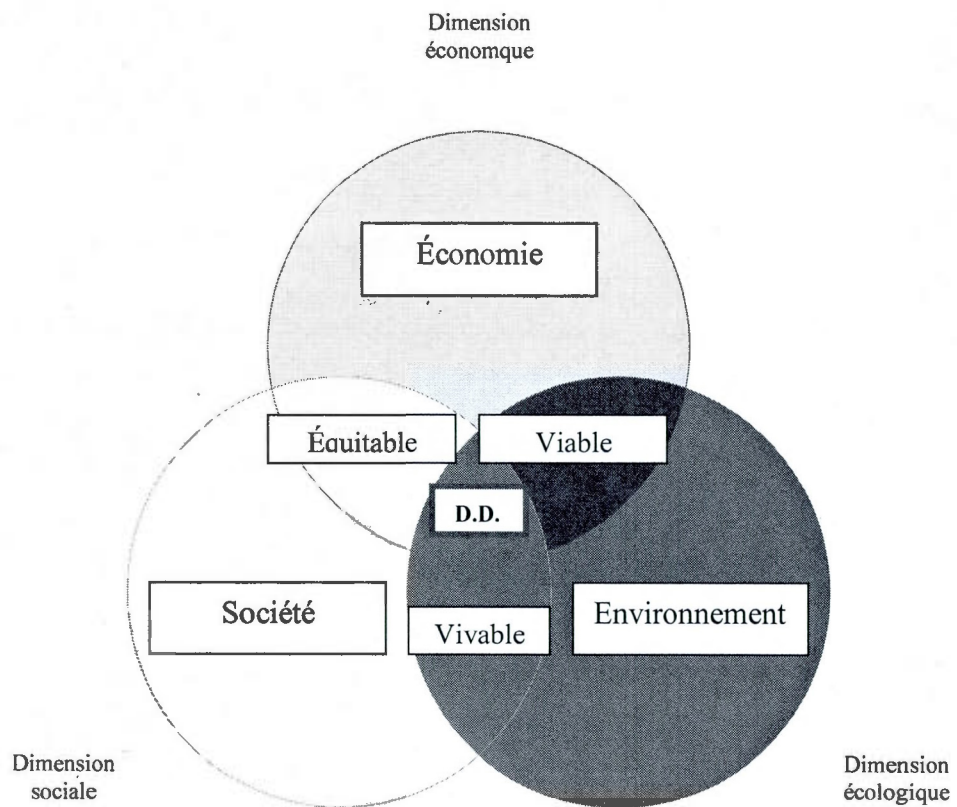 Dimension
économque
Économie
Équitable
Viable
D.D.
Société
Vivable
Environnement
Dimension
sociale
Dimension
écologique